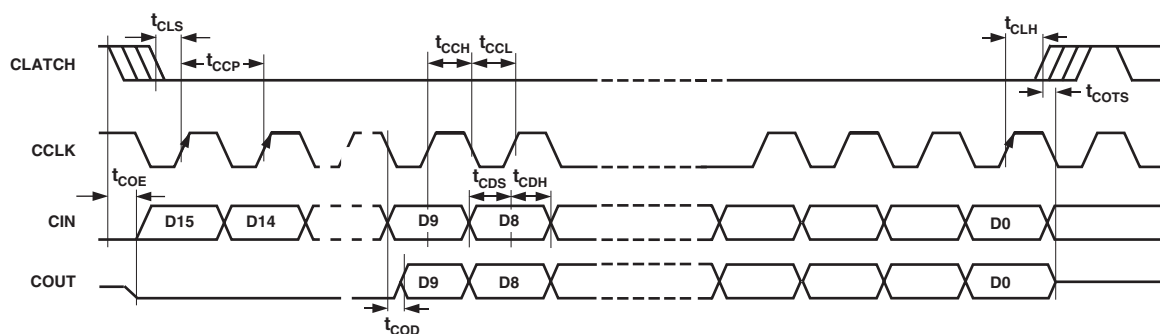 tCLS
tCCH
tCCL
tCLH
CLATCH
tCCP
tCOTS
CCLK
tCOE
tCDS
tCDH
CIN
D15
D14
D9
D8
D0
COUT
D9
D8
D0
tCOD